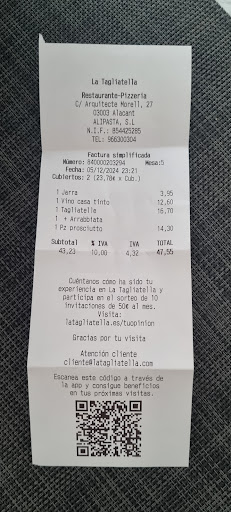 La Tagliatella
Restaurante-Pizzería
C/ Arquitecte Morell, 27
03003 Alacant
ALIPASTA, S.L
N.I.F.: B54425285
TEL: 966300304
Factura simplificada
Número: 840000203294 Mesa:5
Fecha: 05/12/2024 23:21
Cubiertos: 2 (23,78€ x Cub.)
1 Jarra 3,95
1 Vino casa tinto 12,60
1 Tagliatelle 16,70
1 + Arrabbiata
1 Pz prosciutto 14,30
Subtotal % IVA IVA TOTAL
43,23 10,00 4,32 47,55
Cuéntanos cómo ha sido tu
experiencia en La Tagliatella y
participa en el sorteo de 10
invitaciones de 50€ al mes.
Visita:
latagliatella.es/tuopinion
Gracias por tu visita
Atención cliente
cliente@latagliatella.com
Escanea este código a través de
la app y consigue beneficios
en tus próximas visitas.